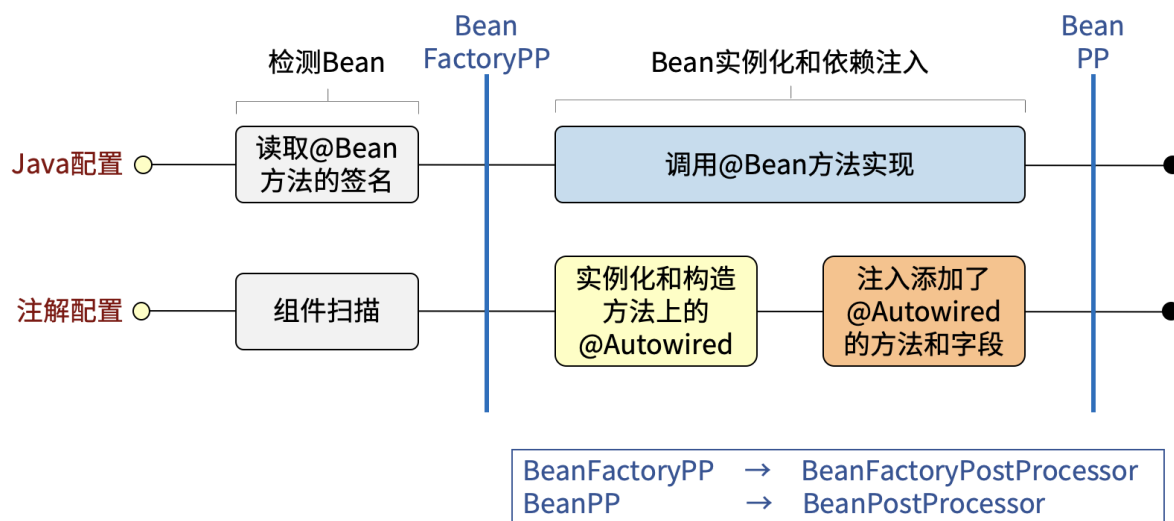 Bean
FactoryPP
Bean
PP
检测Bean
Bean实例化和依赖注入
Java配置
读取@Bean
方法的签名
调用@Bean方法实现
注解配置
组件扫描
实例化和构造
方法上的
@Autowired
注入添加了
@Autowired
的方法和字段
BeanFactoryPP → BeanFactoryPostProcessor
BeanPP → BeanPostProcessor